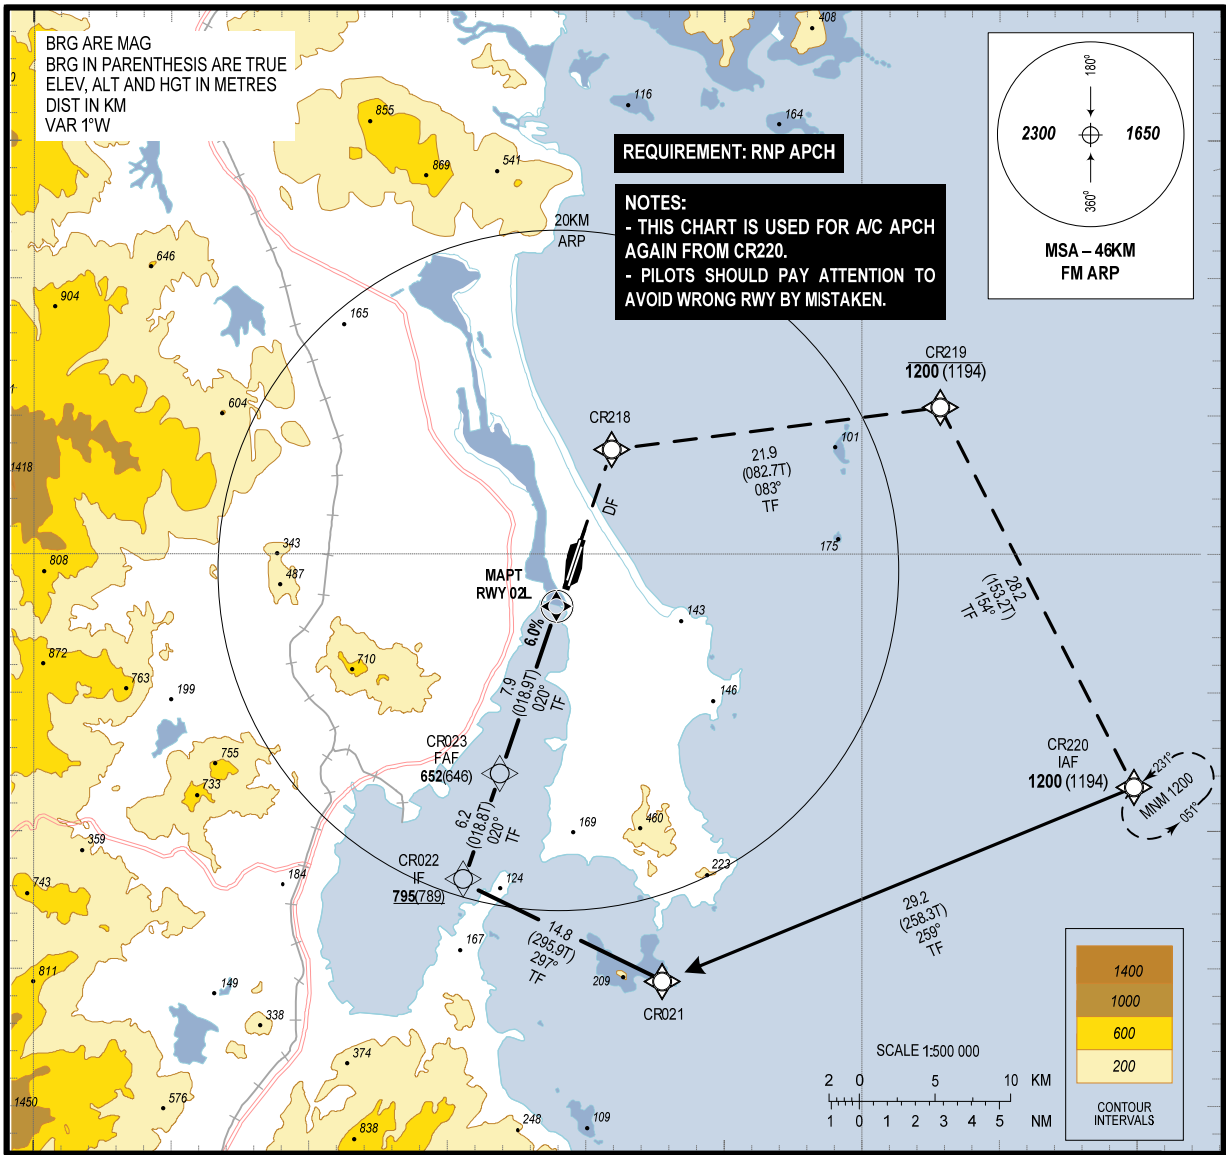 BRG ARE MAG
BRG IN PARENTHESIS ARE TRUE
ELEV, ALT AND HGT IN METRES
DIST IN KM
VAR 1°W
408
855
869
541
116
164
REQUIREMENT: RNP APCH
NOTES:
- THIS CHART IS USED FOR A/C APCH
AGAIN FROM CR220.
- PILOTS SHOULD PAY ATTENTION TO
AVOID WRONG RWY BY MISTAKEN.
180°
2300
1650
360°
MSA – 46KM
FM ARP
20KM
ARP
646
904
165
604
1418
CR219
1200 (1194)
CR218
21.9
(082.7T)
083°
TF
101
175
DF
343
487
808
MAPT
RWY 02L
6.0%
28.2
(153.2T)
154°
TF
143
146
710
872
763
199
7.9
(018.9T)
020°
TF
CR023
FAF
652(646)
755
733
CR220
IAF
1200 (1194)
231°
MNM 1200
051°
6.2
(018.8T)
020°
TF
169
460
223
359
743
184
CR022
IF
795(789)
124
167
14.8
(295.9T)
297°
TF
29.2
(258.3T)
259°
TF
209
CR021
811
149
338
374
576
838
248
109
1450
SCALE 1:500 000
2 0 5 10 KM
1 0 1 2 3 4 5 NM
1400
1000
600
200
CONTOUR
INTERVALS